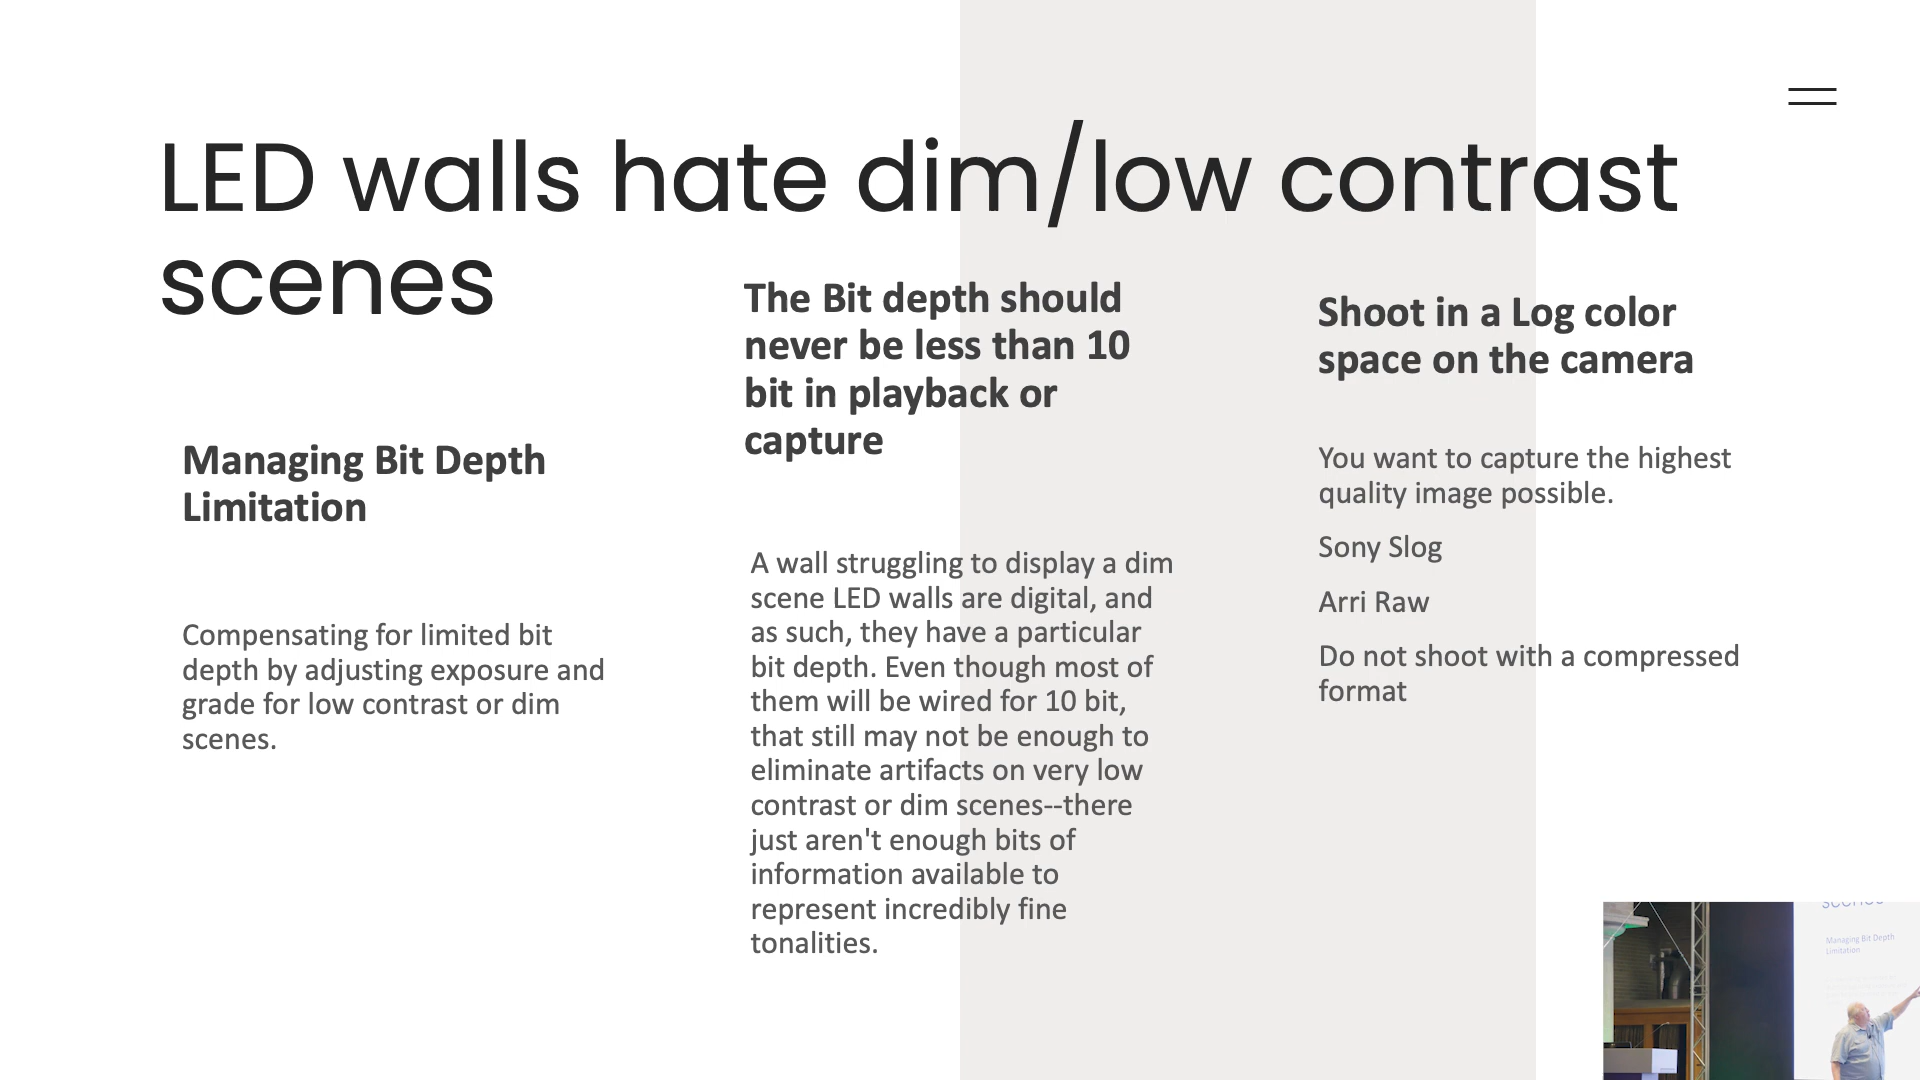 LED walls hate dim/low contrast
scenes
Managing Bit Depth
Limitation
Compensating for limited bit
depth by adjusting exposure and
grade for low contrast or dim
scenes.
The Bit depth should
never be less than 10
bit in playback or
capture
A wall struggling to display a dim
scene LED walls are digital, and
as such, they have a particular
bit depth. Even though most of
them will be wired for 10 bit,
that still may not be enough to
eliminate artifacts on very low
contrast or dim scenes--there
just aren't enough bits of
information available to
represent incredibly fine
tonalities.
Shoot in a Log color
space on the camera
You want to capture the highest
quality image possible.
Sony Slog
Arri Raw
Do not shoot with a compressed
format
scenes
Managing Bit Depth
Limitation